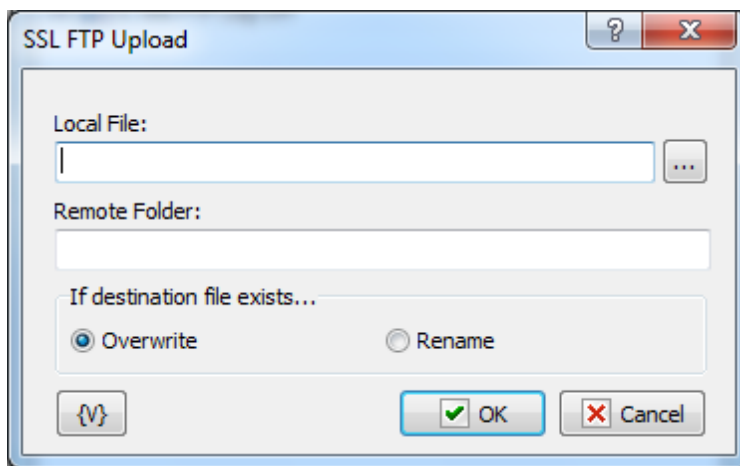 SSL FTP Upload
Local File:
...
Remote Folder:
If destination file exists...
Overwrite Rename
{V} OK Cancel